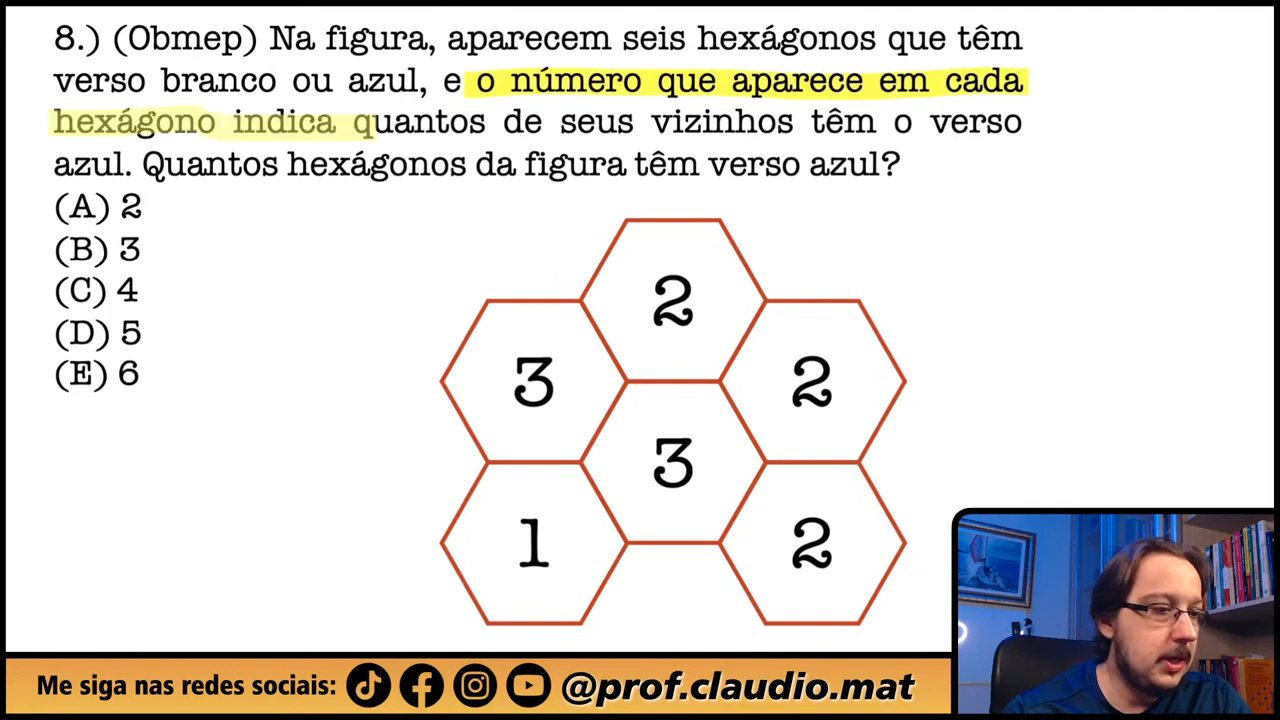 8.) (Obmep) Na figura, aparecem seis hexágonos que têm
verso branco ou azul, e o número que aparece em cada
hexágono indica quantos de seus vizinhos têm o verso
azul. Quantos hexágonos da figura têm verso azul?
(A) 2
(B) 3
(C) 4
(D) 5
(E) 6
2
3
2
3
1
2
Me siga nas redes sociais:
@prof.claudio.mat